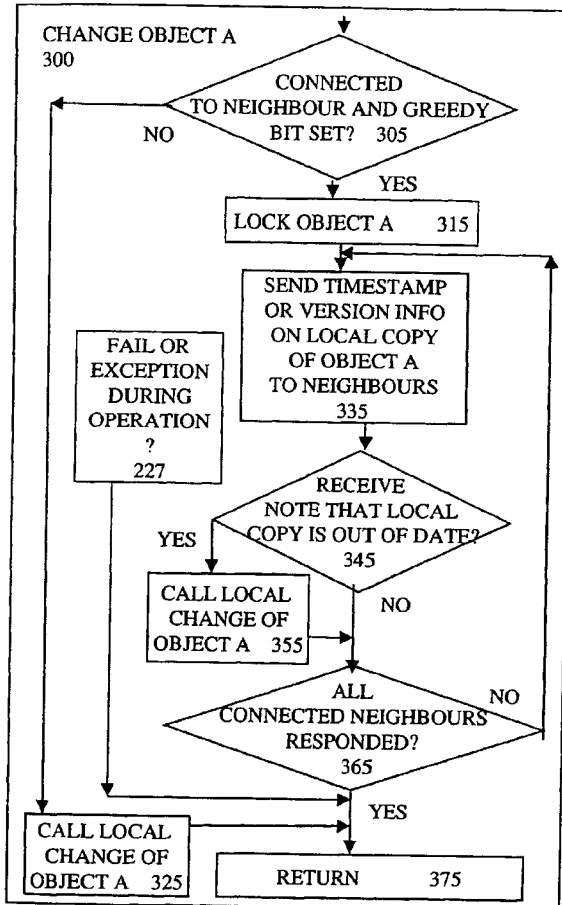 CHANGE OBJECT A
300
CONNECTED
TO NEIGHBOUR AND GREEDY
BIT SET? 305
NO
YES
LOCK OBJECT A 315
SEND TIMESTAMP
OR VERSION INFO
ON LOCAL COPY
OF OBJECT A
TO NEIGHBOURS
335
FAIL OR
EXCEPTION
DURING
OPERATION
?
227
RECEIVE
NOTE THAT LOCAL
COPY IS OUT OF DATE?
345
YES
NO
CALL LOCAL
CHANGE OF
OBJECT A 355
ALL
CONNECTED NEIGHBOURS
RESPONDED?
365
NO
YES
CALL LOCAL
CHANGE OF
OBJECT A 325
RETURN 375